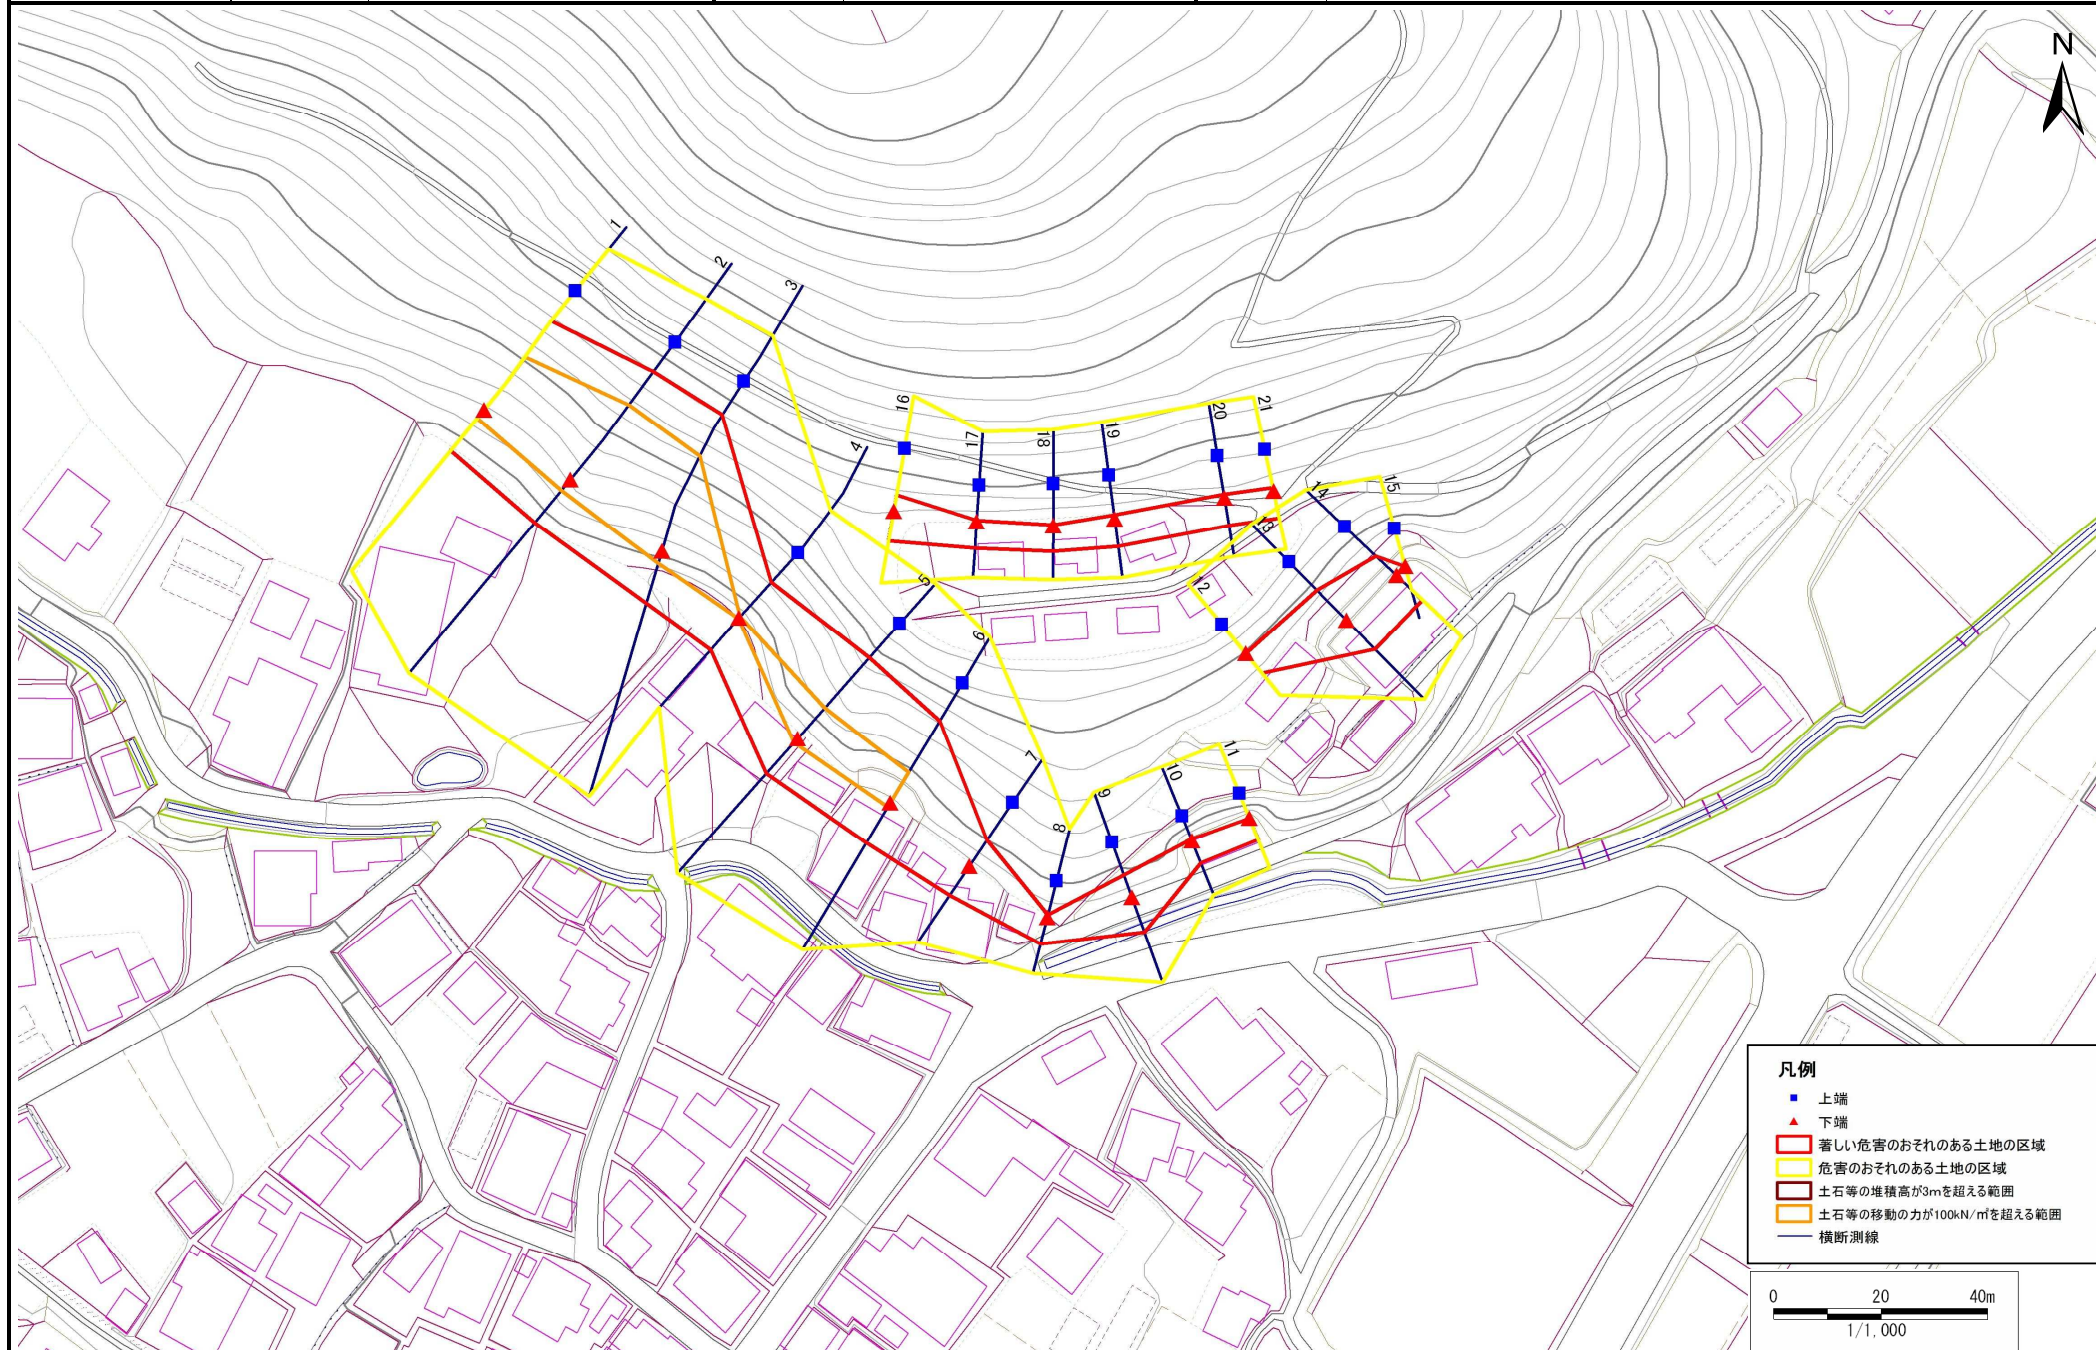 N
1
2
3
4
5
6
7
8
9
10
11
12
13
14
15
16
17
18
19
20
21
凡例
上端
下端
著しい危害のおそれのある土地の区域
危害のおそれのある土地の区域
土石等の堆積高が3mを超える範囲
土石等の移動の力が100kN/㎡を超える範囲
横断測線
0 20 40m
1/1,000